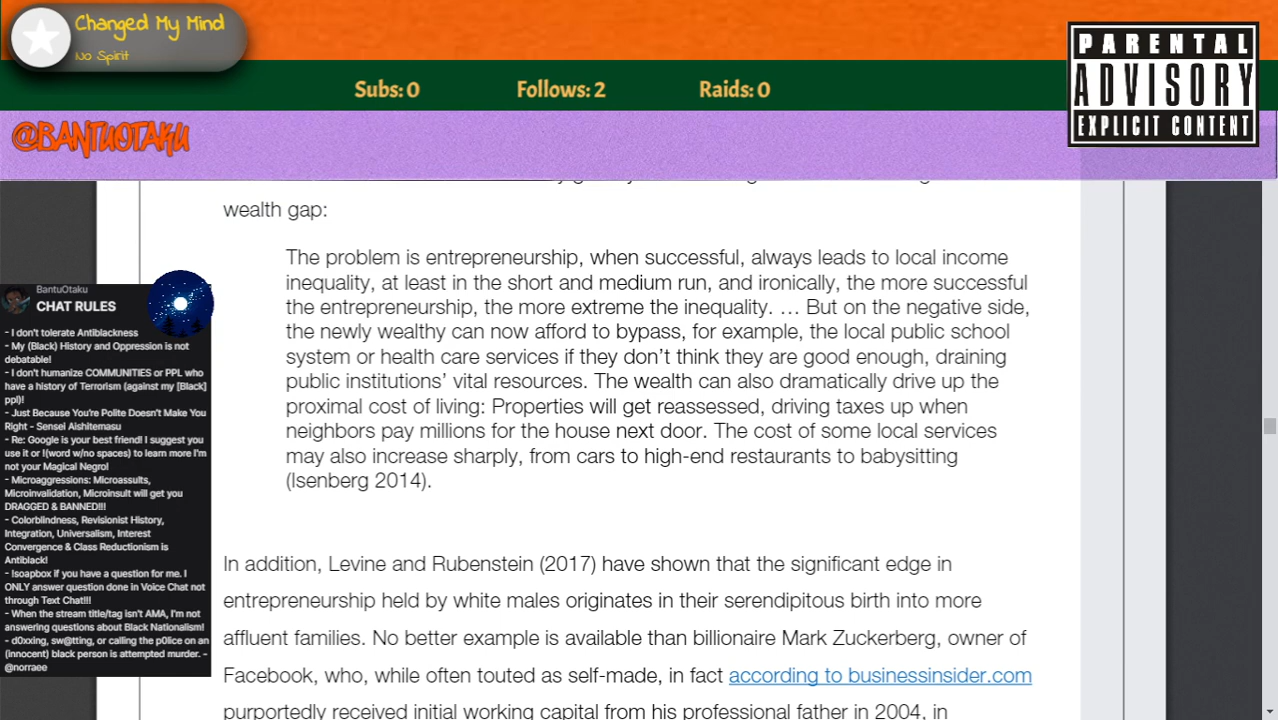 Changed My Mind
No Spirit
Subs: 0
Follows: 2
Raids: 0
PARENTAL
ADVISORY
EXPLICIT CONTENT
@BANTUOTAKU
wealth gap:
The problem is entrepreneurship, when successful, always leads to local income
inequality, at least in the short and medium run, and ironically, the more successful
the entrepreneurship, the more extreme the inequality. … But on the negative side,
the newly wealthy can now afford to bypass, for example, the local public school
system or health care services if they don't think they are good enough, draining
public institutions' vital resources. The wealth can also dramatically drive up the
proximal cost of living: Properties will get reassessed, driving taxes up when
neighbors pay millions for the house next door. The cost of some local services
may also increase sharply, from cars to high-end restaurants to babysitting
(Isenberg 2014).
In addition, Levine and Rubenstein (2017) have shown that the significant edge in
entrepreneurship held by white males originates in their serendipitous birth into more
affluent families. No better example is available than billionaire Mark Zuckerberg, owner of
Facebook, who, while often touted as self-made, in fact according to businessinsider.com
purportedly received initial working capital from his professional father in 2004, in
BantuOtaku
CHAT RULES
- I don't tolerate Antiblackness
- My (Black) History and Oppression is not
debatable!
- I don't humanize COMMUNITIES or PPL who
have a history of Terrorism (against my [Black]
ppl)!
- Just Because You're Polite Doesn't Make You
Right - Sensei Aishitemasu
- Re: Google is your best friend! I suggest you
use it or !(word w/no spaces) to learn more I'm
not your Magical Negro!
- Microaggressions: Microassults,
Microinvalidation, Microinsult will get you
DRAGGED & BANNED!!!
- Colorblindness, Revisionist History,
Integration, Universalism, Interest
Convergence & Class Reductionism is
Antiblack!
- !soapbox if you have a question for me. I
ONLY answer question done in Voice Chat not
through Text Chat!!!
- When the stream title/tag isn't AMA, I'm not
answering questions about Black Nationalism!
- d0xxing, sw@tting, or calling the p0lice on an
(innocent) black person is attempted murder. -
@norraee